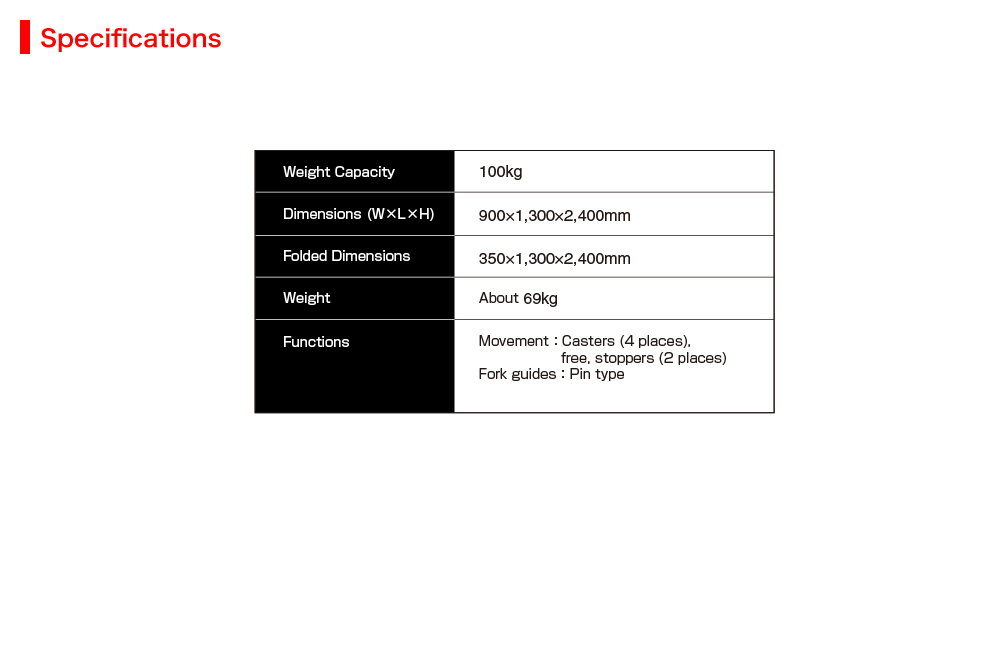 Specifications
Weight Capacity 100kg
Dimensions (W×L×H) 900×1,300×2,400mm
Folded Dimensions 350×1,300×2,400mm
Weight About 69kg
Functions Movement：Casters (4 places),
free, stoppers (2 places)
Fork guides：Pin type